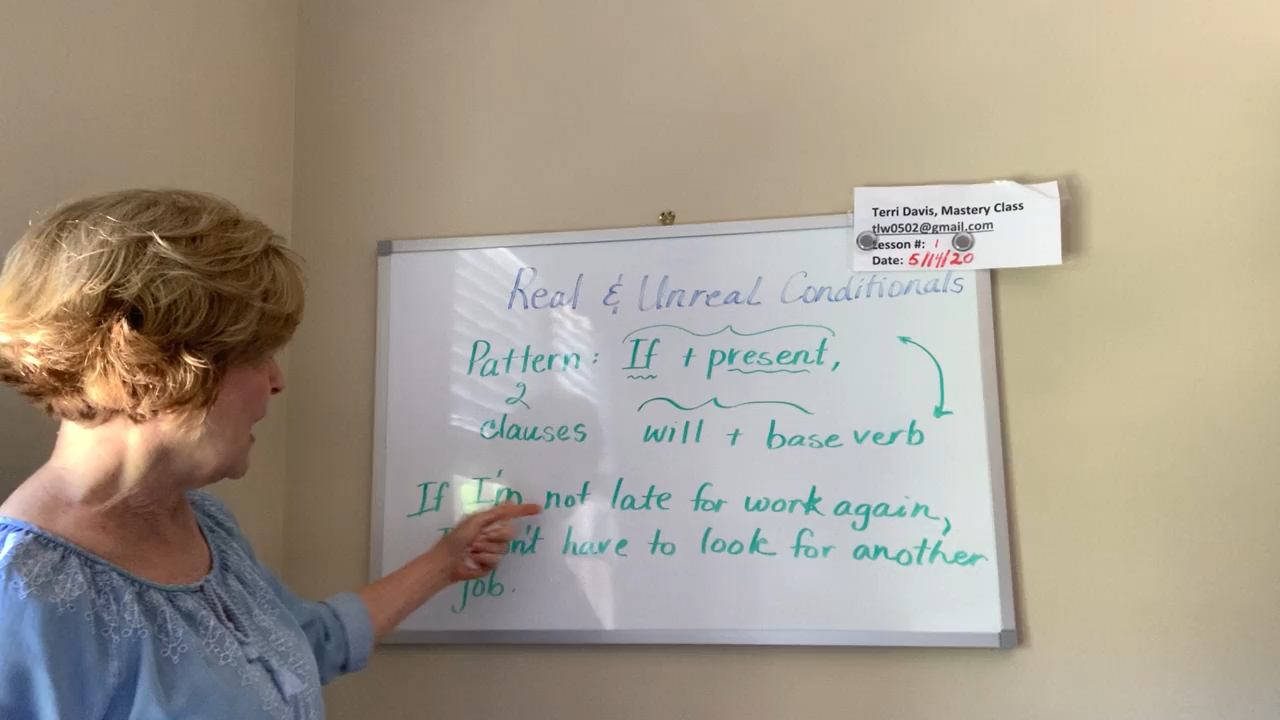 Terri Davis, Mastery Class
tlw0502@gmail.com
Lesson #: 1
Date: 5/14/20
Real & Unreal Conditionals
Pattern: If + present,
2
clauses will + base verb
If I'm not late for work again,
have to look for another
job.